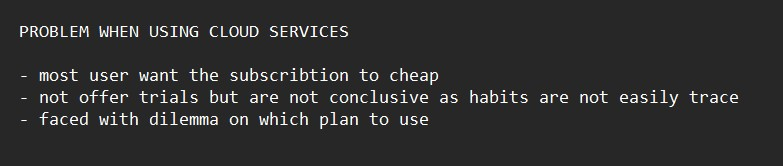 PROBLEM WHEN USING CLOUD SERVICES
- most user want the subscribtion to cheap
- not offer trials but are not conclusive as habits are not easily trace
- faced with dilemma on which plan to use